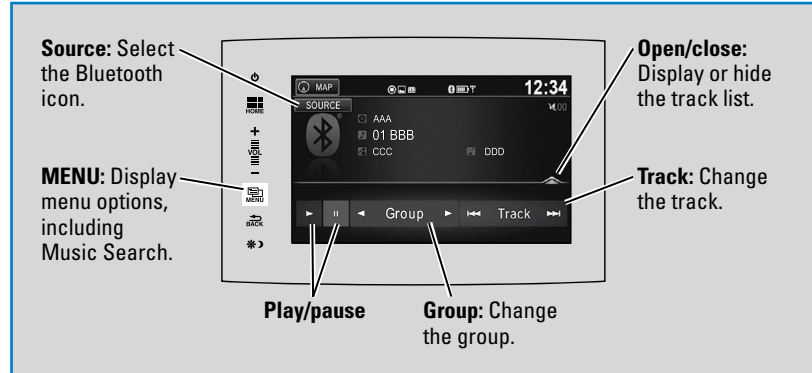 Source: Select
the Bluetooth
icon.
MENU: Display
menu options,
including
Music Search.
HOME
+
VOL
−
MENU
BACK
MAP
12:34
SOURCE
00
AAA
01 BBB
CCC
DDD
Group
Track
Open/close:
Display or hide
the track list.
Track: Change
the track.
Play/pause
Group: Change
the group.